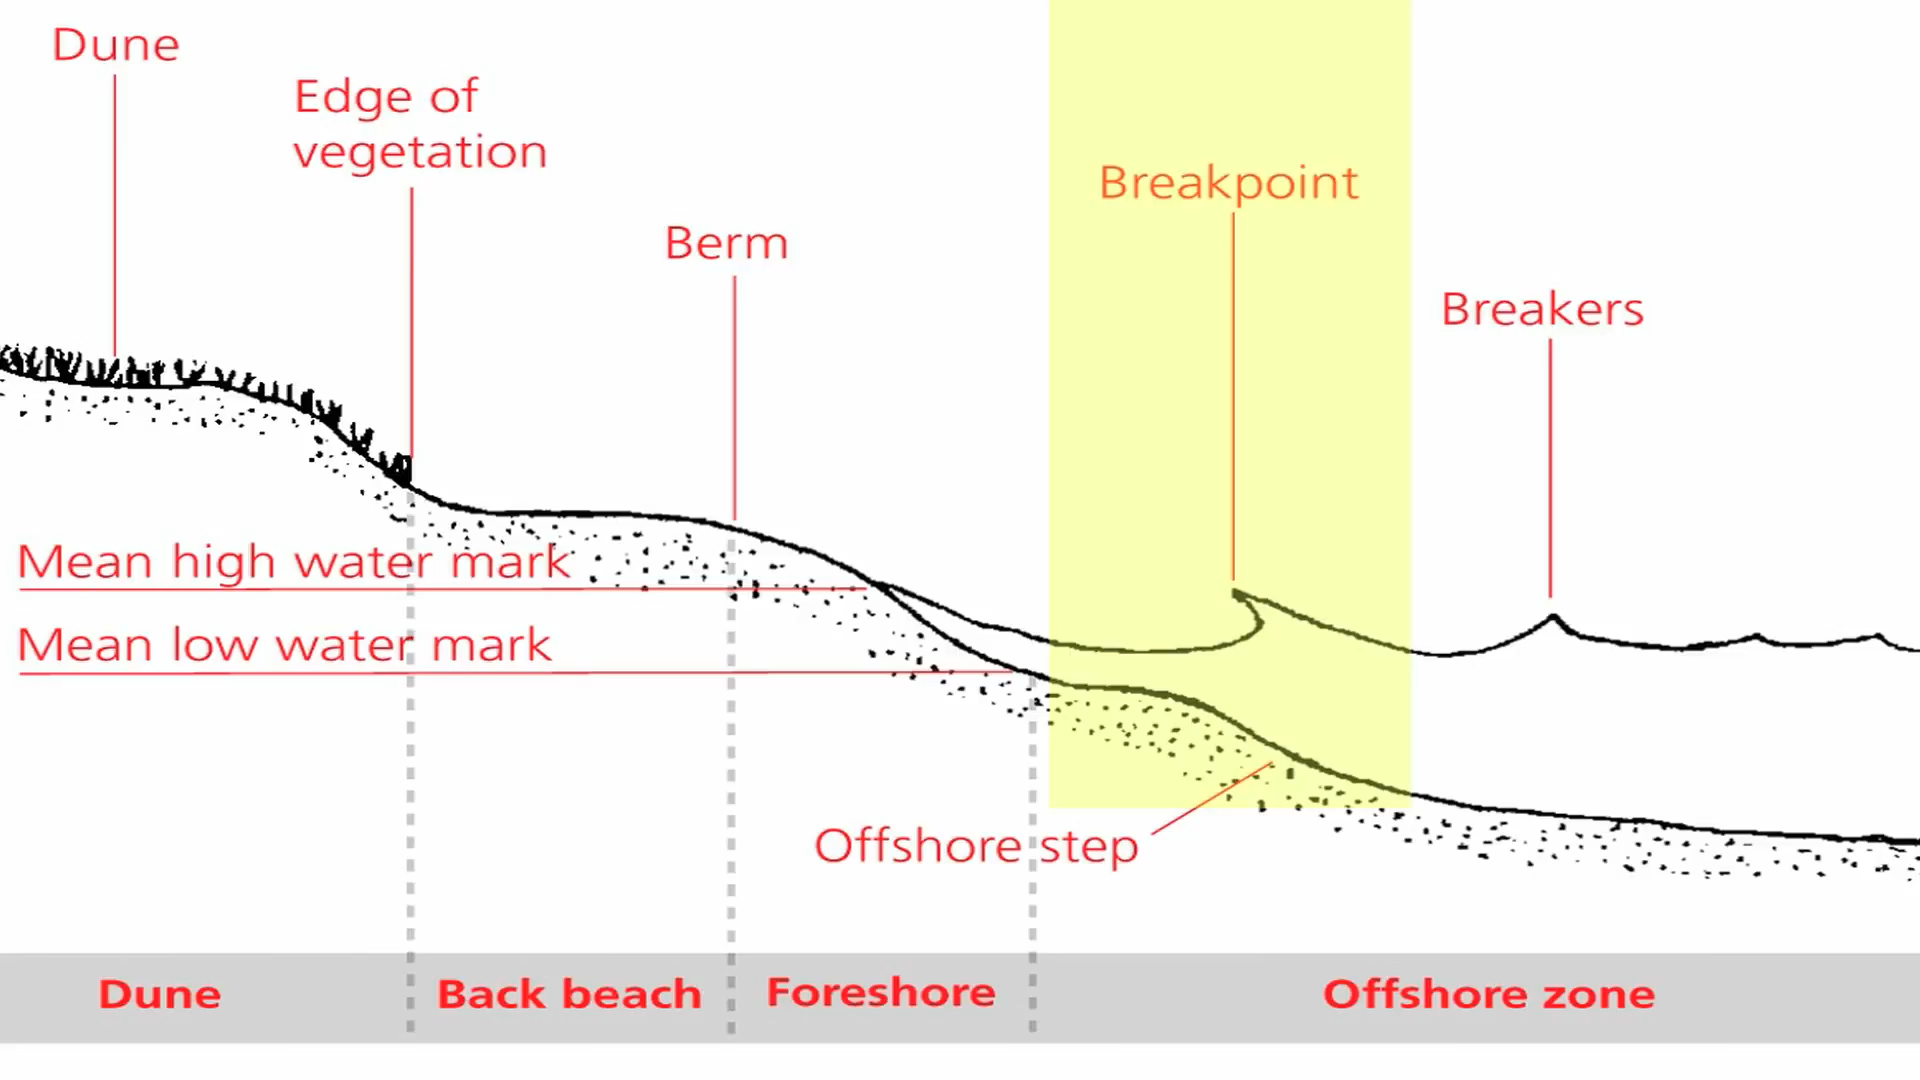 Dune
Edge of
vegetation
Berm
Breakpoint
Breakers
Mean high water mark
Mean low water mark
Offshore step
Dune
Back beach
Foreshore
Offshore zone